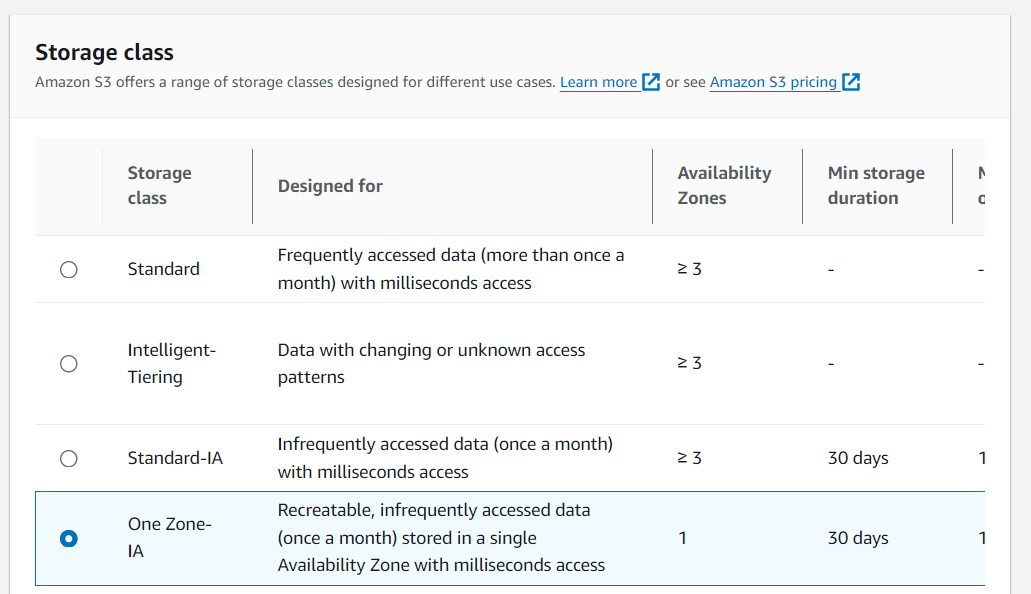 Storage class
Amazon S3 offers a range of storage classes designed for different use cases. Learn more or see Amazon S3 pricing
Storage
class
Designed for
Availability
Zones
Min storage
duration
Standard
Frequently accessed data (more than once a
month) with milliseconds access
≥ 3
-
-
Intelligent-
Tiering
Data with changing or unknown access
patterns
≥ 3
-
-
Standard-IA
Infrequently accessed data (once a month)
with milliseconds access
≥ 3
30 days
One Zone-
IA
Recreatable, infrequently accessed data
(once a month) stored in a single
Availability Zone with milliseconds access
1
30 days